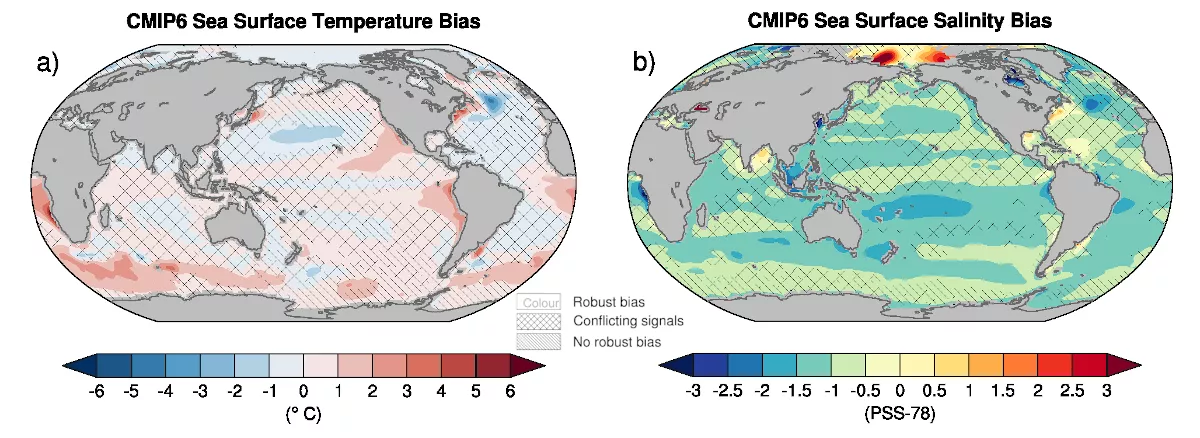 CMIP6 Sea Surface Temperature Bias
a)
-6 -5 -4 -3 -2 -1 0 1 2 3 4 5 6
(° C)
Colour Robust bias
Conflicting signals
No robust bias
CMIP6 Sea Surface Salinity Bias
b)
-3 -2.5 -2 -1.5 -1 -0.5 0 0.5 1 1.5 2 2.5 3
(PSS-78)